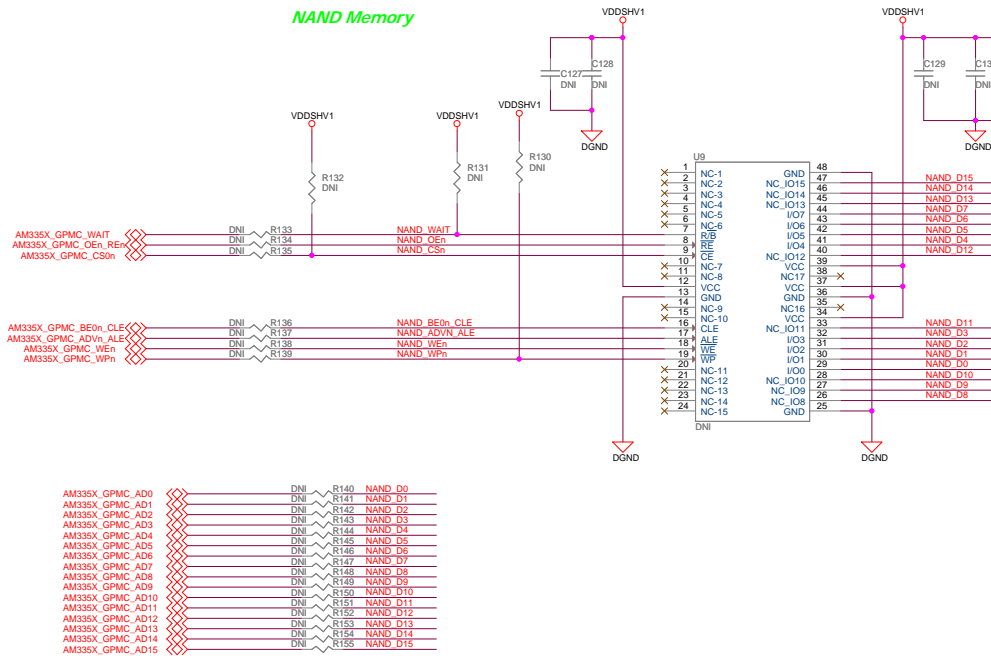 NAND Memory
VDDSHV1
VDDSHV1
C127
DNI
C128
DNI
C129
DNI
C13
DNI
DGND
DGND
VDDSHV1
VDDSHV1
VDDSHV1
R132
DNI
R131
DNI
R130
DNI
U9
1 NC-1 GND 48
2 NC-2 NC_IO15 47 NAND_D15
3 NC-3 NC_IO14 46 NAND_D14
4 NC-4 NC_IO13 45 NAND_D13
5 NC-5 I/O7 44 NAND_D7
6 NC-6 I/O6 43 NAND_D6
AM335X_GPMC_WAIT DNI R133 NAND_WAIT 7 R/B I/O5 42 NAND_D5
AM335X_GPMC_OEn_REn DNI R134 NAND_OEn 8 RE I/O4 41 NAND_D4
AM335X_GPMC_CS0n DNI R135 NAND_CSn 9 CE NC_IO12 40 NAND_D12
10 NC-7 VCC 39
11 NC-8 NC17 38
12 VCC VCC 37
13 GND GND 36
14 NC-9 NC16 35
15 NC-10 VCC 34
AM335X_GPMC_BE0n_CLE DNI R136 NAND_BE0n_CLE 16 CLE NC_IO11 33 NAND_D11
AM335X_GPMC_ADVn_ALE DNI R137 NAND_ADVN_ALE 17 ALE I/O3 32 NAND_D3
AM335X_GPMC_WEn DNI R138 NAND_WEn 18 WE I/O2 31 NAND_D2
AM335X_GPMC_WPn DNI R139 NAND_WPn 19 WP I/O1 30 NAND_D1
20 NC-11 I/O0 29 NAND_D0
21 NC-12 NC_IO10 28 NAND_D10
22 NC-13 NC_IO9 27 NAND_D9
23 NC-14 NC_IO8 26 NAND_D8
24 NC-15 GND 25
DNI
DGND
DGND
AM335X_GPMC_AD0 DNI R140 NAND_D0
AM335X_GPMC_AD1 DNI R141 NAND_D1
AM335X_GPMC_AD2 DNI R142 NAND_D2
AM335X_GPMC_AD3 DNI R143 NAND_D3
AM335X_GPMC_AD4 DNI R144 NAND_D4
AM335X_GPMC_AD5 DNI R145 NAND_D5
AM335X_GPMC_AD6 DNI R146 NAND_D6
AM335X_GPMC_AD7 DNI R147 NAND_D7
AM335X_GPMC_AD8 DNI R148 NAND_D8
AM335X_GPMC_AD9 DNI R149 NAND_D9
AM335X_GPMC_AD10 DNI R150 NAND_D10
AM335X_GPMC_AD11 DNI R151 NAND_D11
AM335X_GPMC_AD12 DNI R152 NAND_D12
AM335X_GPMC_AD13 DNI R153 NAND_D13
AM335X_GPMC_AD14 DNI R154 NAND_D14
AM335X_GPMC_AD15 DNI R155 NAND_D15